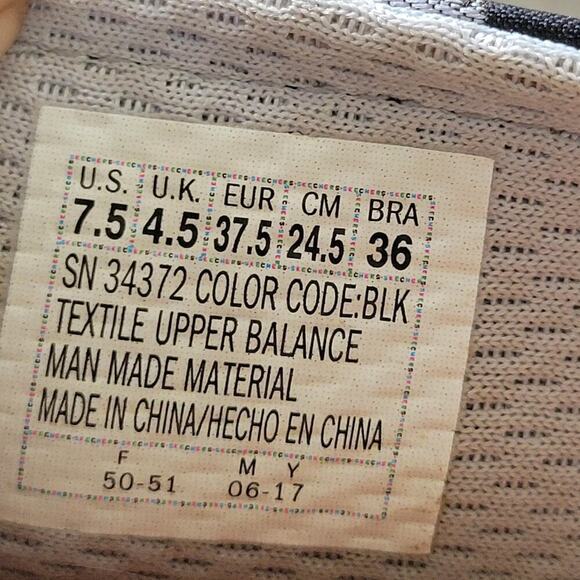 U.S. U.K. EUR CM BRA
7.5 4.5 37.5 24.5 36
SN 34372 COLOR CODE:BLK
TEXTILE UPPER BALANCE
MAN MADE MATERIAL
MADE IN CHINA/HECHO EN CHINA
F M Y
50-51 06-17